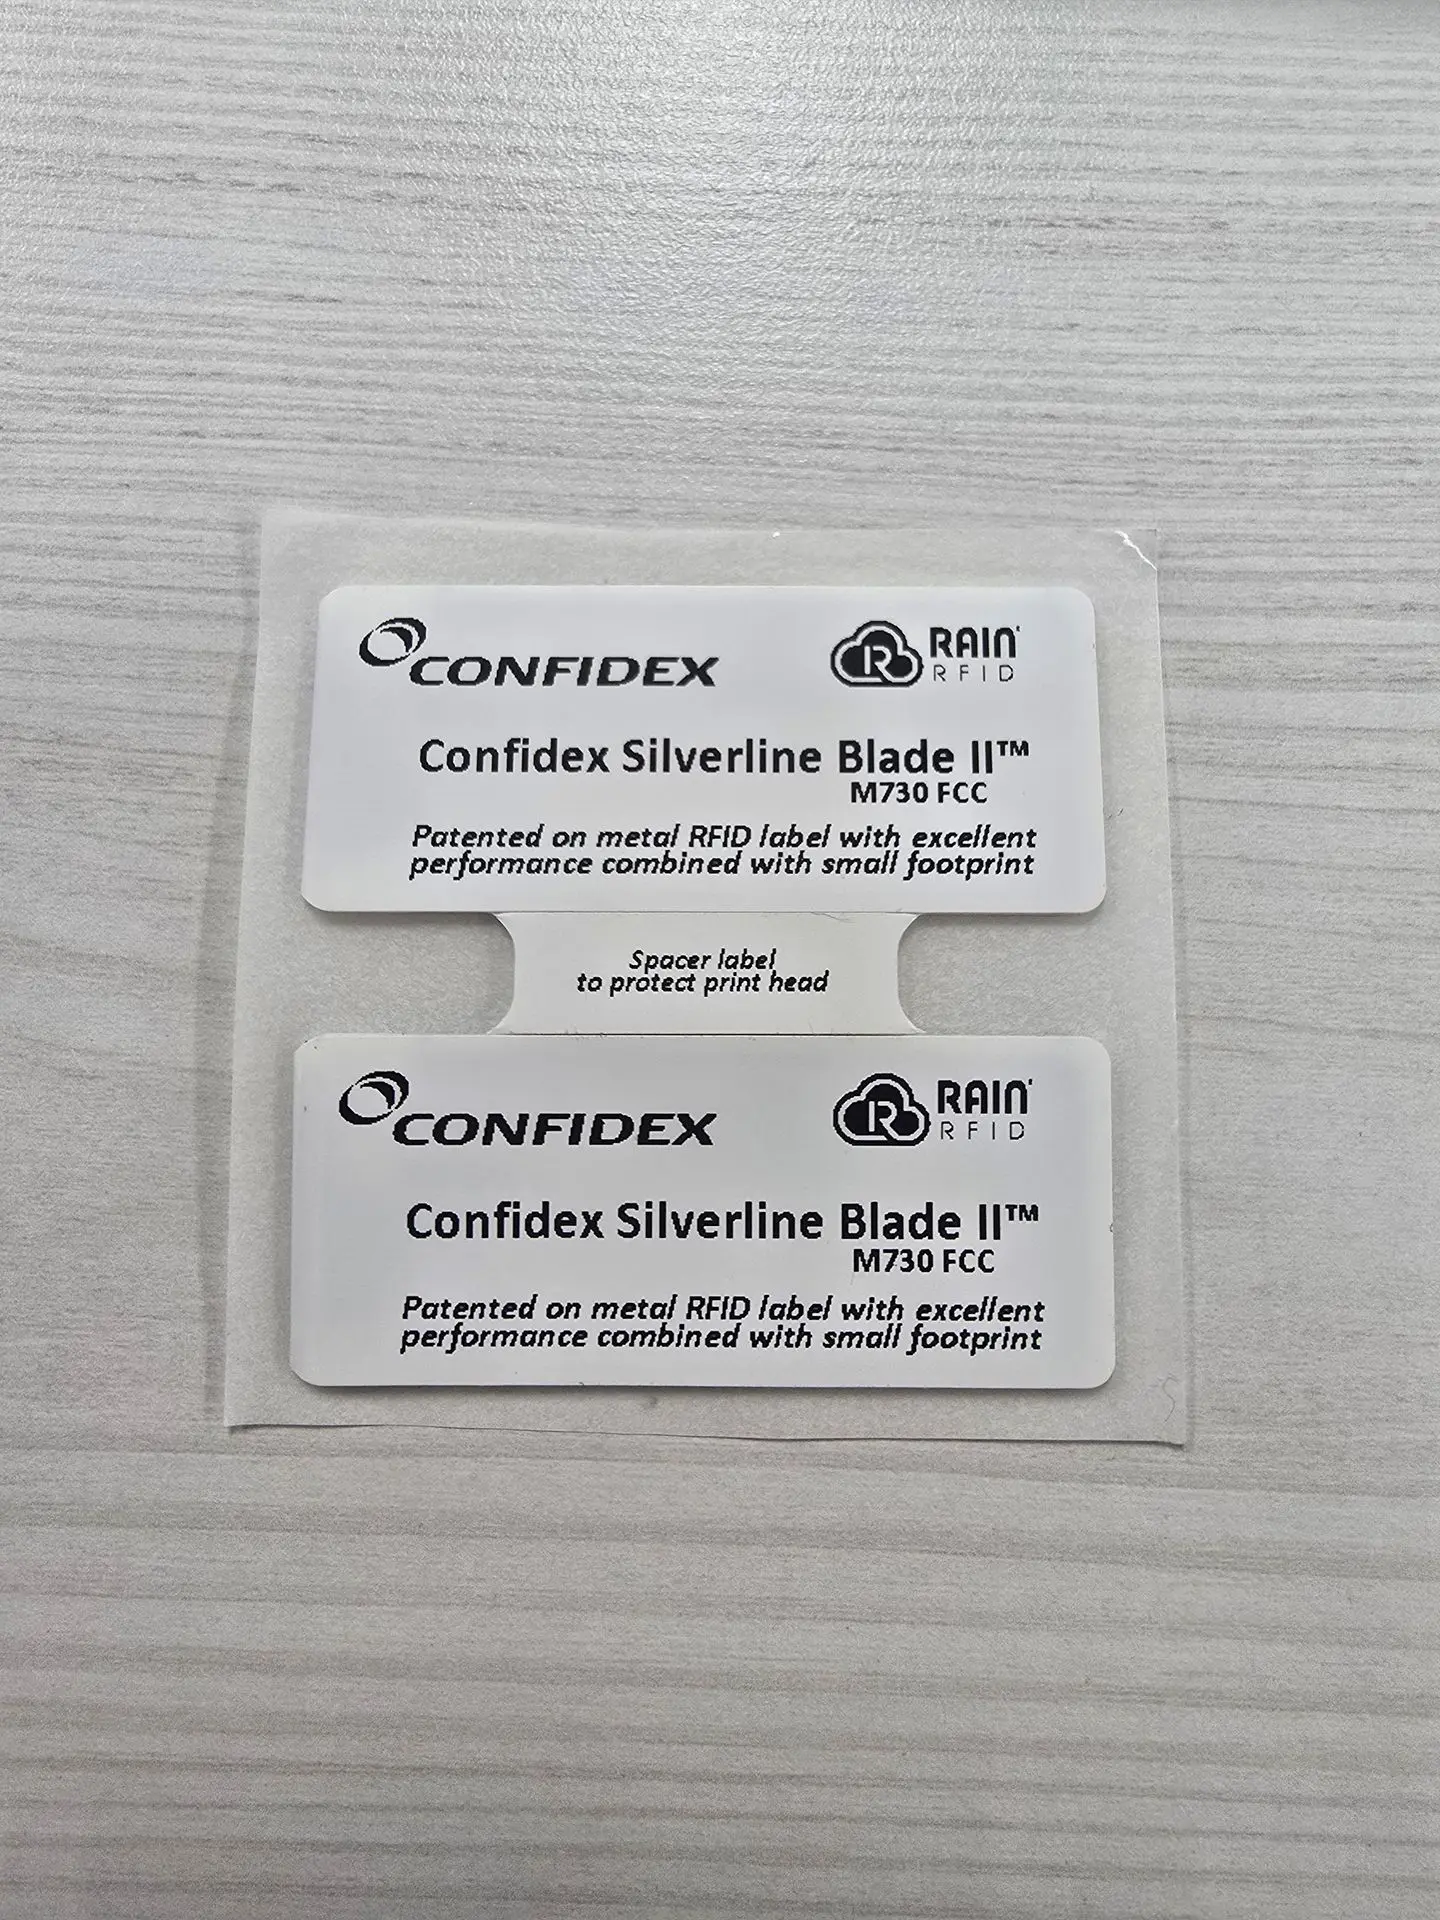 CONFIDEX
RAIN
RFID
Confidex Silverline Blade II™
M730 FCC
Patented on metal RFID label with excellent
performance combined with small footprint
Spacer label
to protect print head
CONFIDEX
RAIN
RFID
Confidex Silverline Blade II™
M730 FCC
Patented on metal RFID label with excellent
performance combined with small footprint